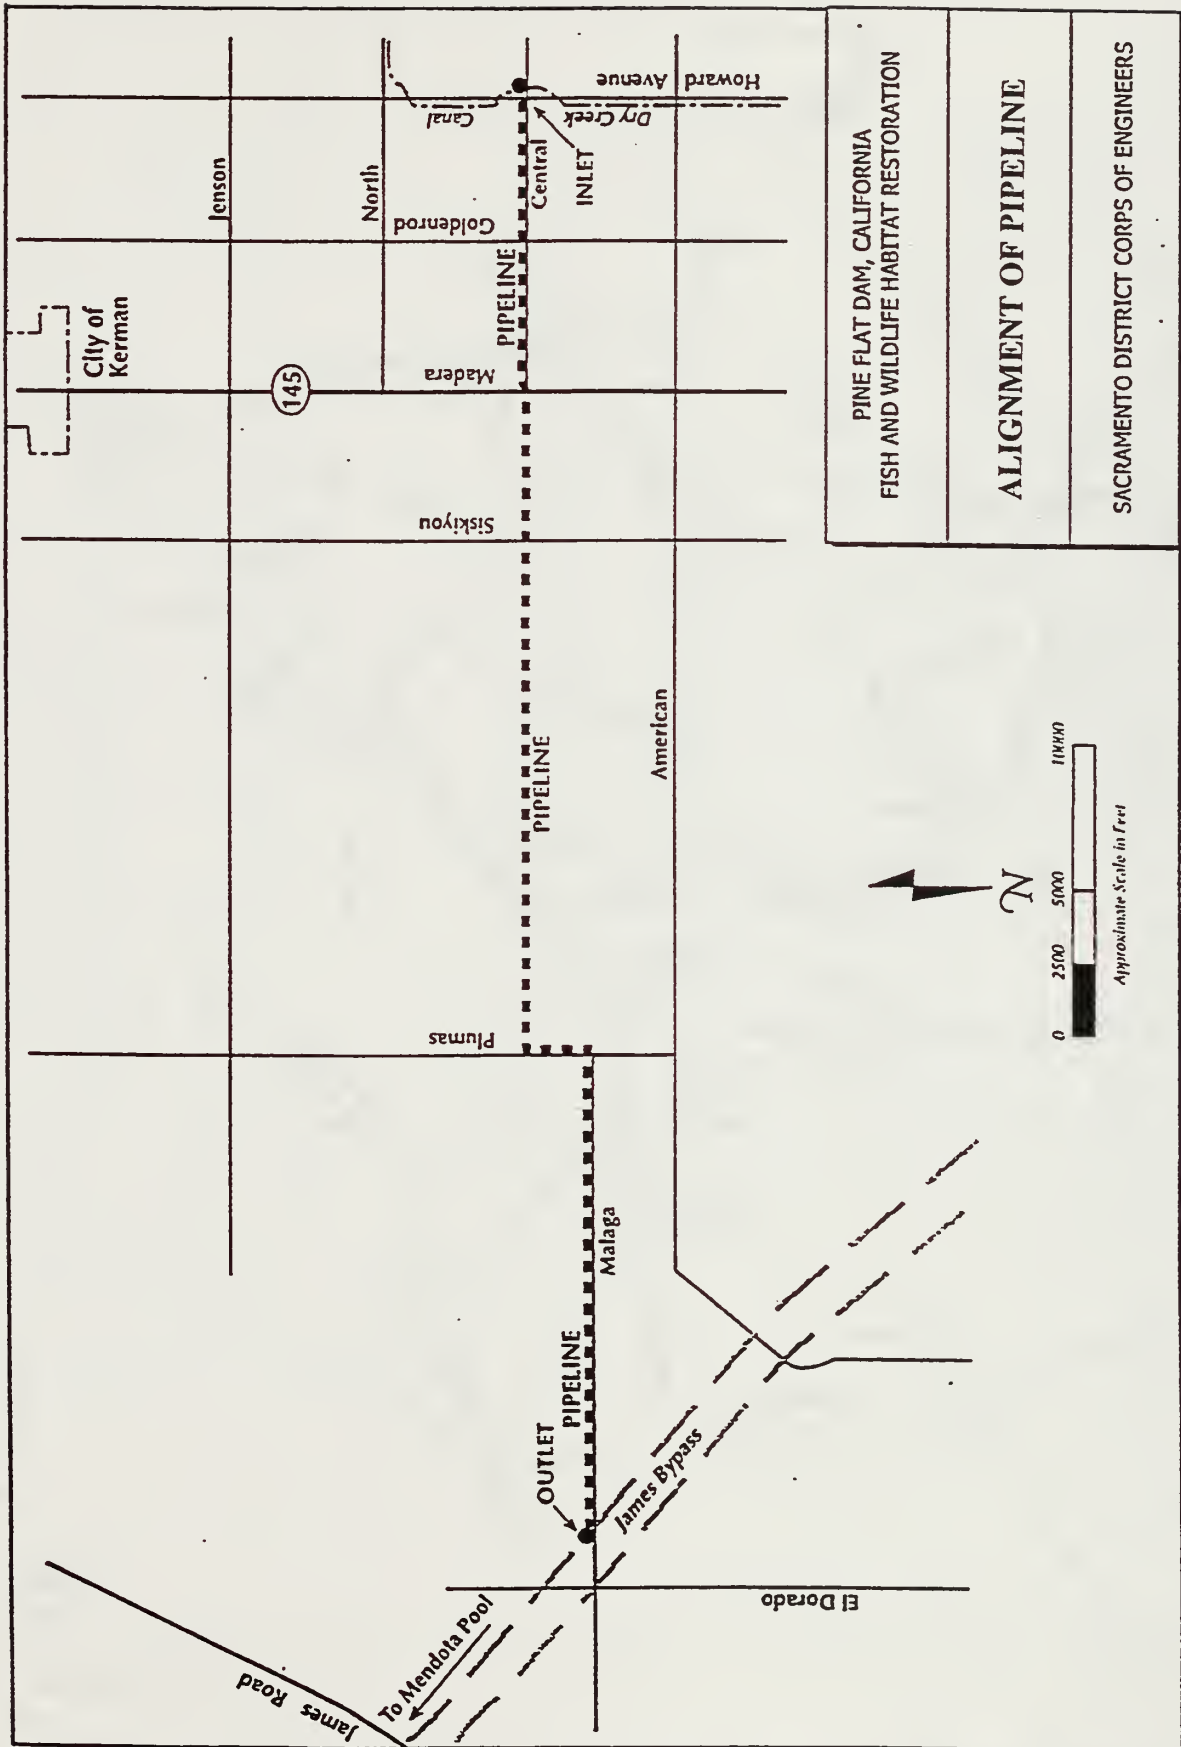 James Road
To Mendota Pool
El Dorado
OUTLET
James Bypass
PIPELINE
Malaga
Plumas
PIPELINE
American
Siskiyou
City of
Kerman
145
Madera
PIPELINE
Jenson
North
Goldenrod
Central
INLET
Canal
Dry Creek
Howard Avenue
N
0 2500 5000 10000
Approximate Scale in Feet
PINE FLAT DAM, CALIFORNIA
FISH AND WILDLIFE HABITAT RESTORATION
ALIGNMENT OF PIPELINE
SACRAMENTO DISTRICT CORPS OF ENGINEERS